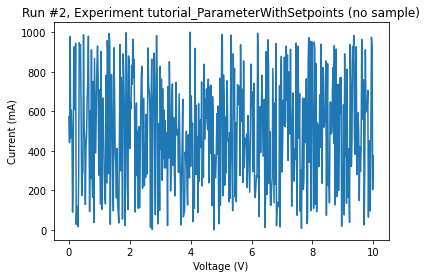 Run #2, Experiment tutorial_ParameterWithSetpoints (no sample)
1000
800
600
400
200
0
Current (mA)
0 2 4 6 8 10
Voltage (V)